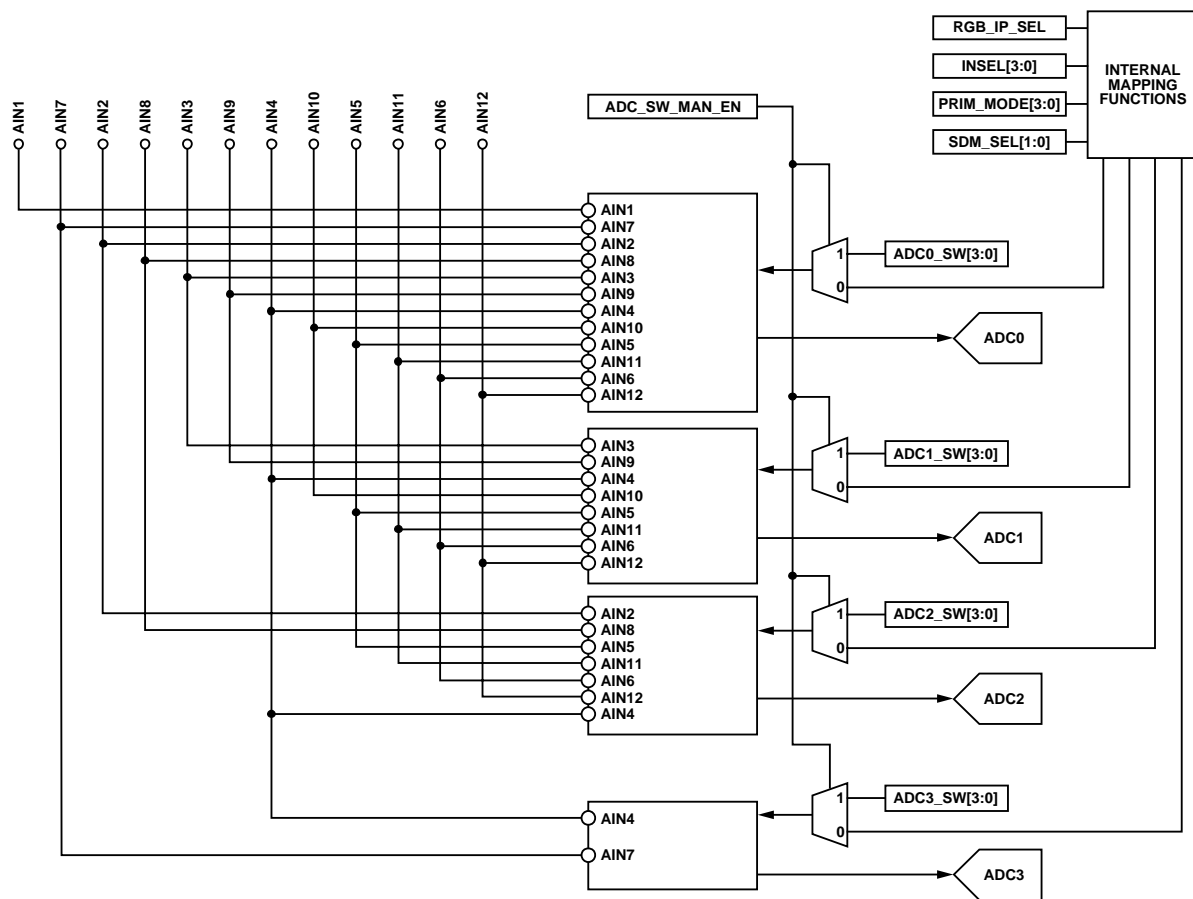 RGB_IP_SEL
INSEL[3:0]
PRIM_MODE[3:0]
SDM_SEL[1:0]
INTERNAL
MAPPING
FUNCTIONS
AIN1
AIN7
AIN2
AIN8
AIN3
AIN9
AIN4
AIN10
AIN5
AIN11
AIN6
AIN12
ADC_SW_MAN_EN
AIN1
AIN7
AIN2
AIN8
AIN3
AIN9
AIN4
AIN10
AIN5
AIN11
AIN6
AIN12
1
0
ADC0_SW[3:0]
ADC0
AIN3
AIN9
AIN4
AIN10
AIN5
AIN11
AIN6
AIN12
1
0
ADC1_SW[3:0]
ADC1
AIN2
AIN8
AIN5
AIN11
AIN6
AIN12
AIN4
1
0
ADC2_SW[3:0]
ADC2
AIN4
AIN7
1
0
ADC3_SW[3:0]
ADC3